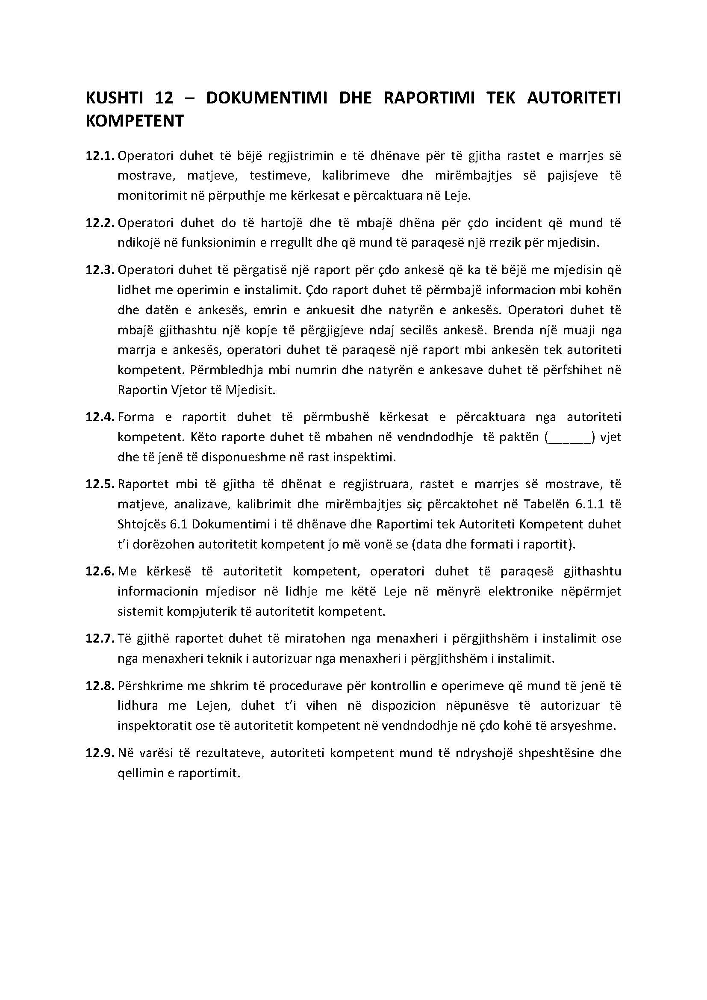 KUSHTI 12 – DOKUMENTIMI DHE RAPORTIMI TEK AUTORITETI
KOMPETENT
12.1. Operatori duhet të bëjë regjistrimin e të dhënave për të gjitha rastet e marrjes së
mostrave, matjeve, testimeve, kalibrimeve dhe mirëmbajtjes së pajisjeve të
monitorimit në përputhje me kërkesat e përcaktuara në Leje.
12.2. Operatori duhet do të hartojë dhe të mbajë dhëna për çdo incident që mund të
ndikojë në funksionimin e rregullt dhe që mund të paraqesë një rrezik për mjedisin.
12.3. Operatori duhet të përgatisë një raport për çdo ankesë që ka të bëjë me mjedisin që
lidhet me operimin e instalimit. Çdo raport duhet të përmbajë informacion mbi kohën
dhe datën e ankesës, emrin e ankuesit dhe natyrën e ankesës. Operatori duhet të
mbajë gjithashtu një kopje të përgjigjeve ndaj secilës ankesë. Brenda një muaji nga
marrja e ankesës, operatori duhet të paraqesë një raport mbi ankesën tek autoriteti
kompetent. Përmbledhja mbi numrin dhe natyrën e ankesave duhet të përfshihet në
Raportin Vjetor të Mjedisit.
12.4. Forma e raportit duhet të përmbushë kërkesat e përcaktuara nga autoriteti
kompetent. Këto raporte duhet të mbahen në vendndodhje të paktën (______) vjet
dhe të jenë të disponueshme në rast inspektimi.
12.5. Raportet mbi të gjitha të dhënat e regjistruara, rastet e marrjes së mostrave, të
matjeve, analizave, kalibrimit dhe mirëmbajtjes siç përcaktohet në Tabelën 6.1.1 të
Shtojcës 6.1 Dokumentimi i të dhënave dhe Raportimi tek Autoriteti Kompetent duhet
t’i dorëzohen autoritetit kompetent jo më vonë se (data dhe formati i raportit).
12.6. Me kërkesë të autoritetit kompetent, operatori duhet të paraqesë gjithashtu
informacionin mjedisor në lidhje me këtë Leje në mënyrë elektronike nëpërmjet
sistemit kompjuterik të autoritetit kompetent.
12.7. Të gjithë raportet duhet të miratohen nga menaxheri i përgjithshëm i instalimit ose
nga menaxheri teknik i autorizuar nga menaxheri i përgjithshëm i instalimit.
12.8. Përshkrime me shkrim të procedurave për kontrollin e operimeve që mund të jenë të
lidhura me Lejen, duhet t’i vihen në dispozicion nëpunësve të autorizuar të
inspektoratit ose të autoritetit kompetent në vendndodhje në çdo kohë të arsyeshme.
12.9. Në varësi të rezultateve, autoriteti kompetent mund të ndryshojë shpeshtësine dhe
qellimin e raportimit.